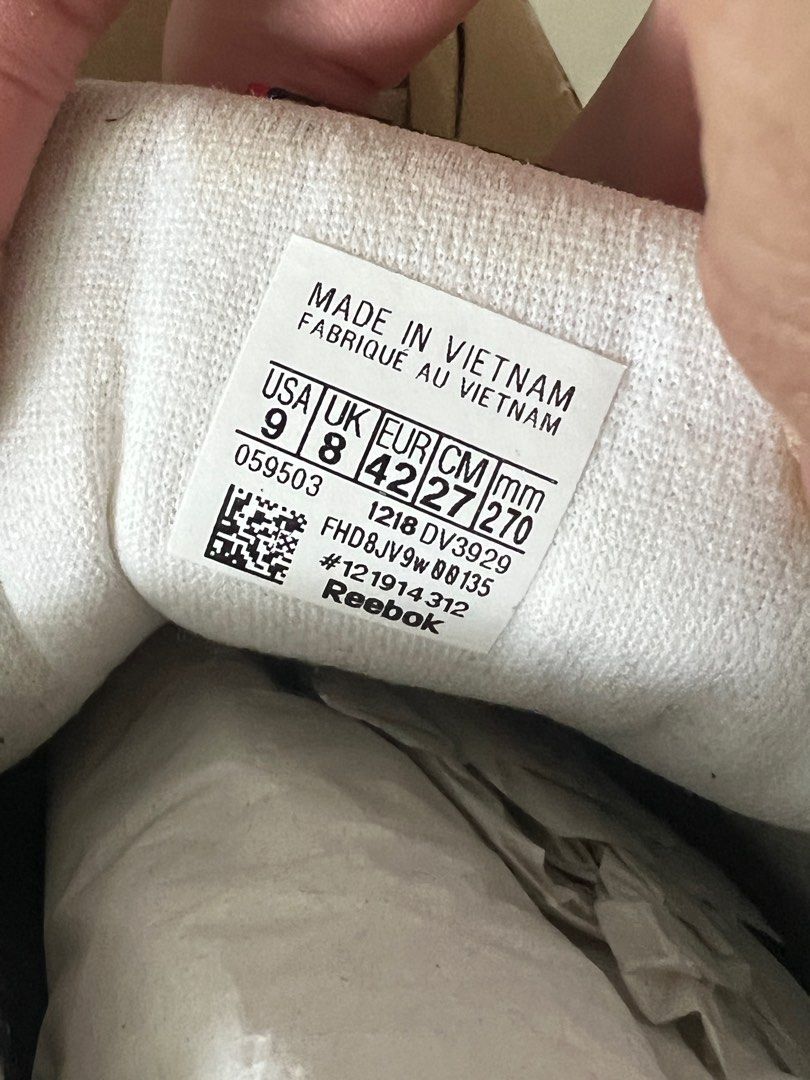 MADE IN VIETNAM
FABRIQUÉ AU VIETNAM
USA UK EUR CM mm
9 8 42 27 270
059503 1218 DV3929
FHD8JV9w00135
#121914312
Reebok